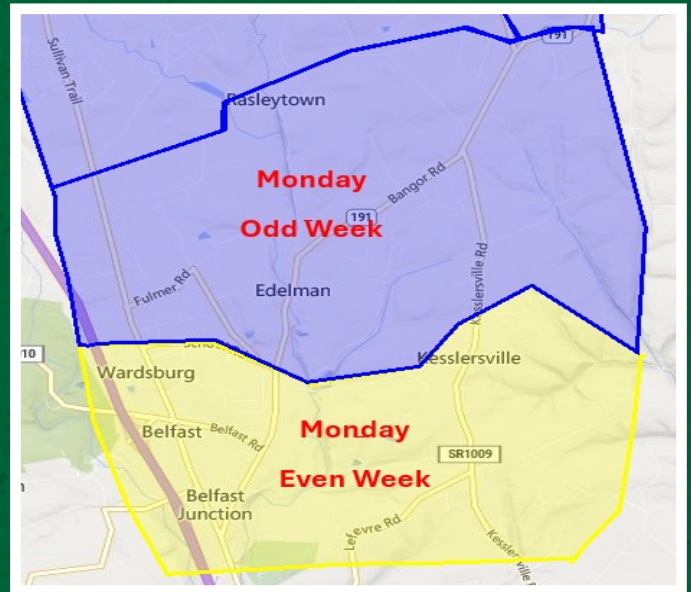 191
Sullivan Trail
Rasleytown
Monday
Odd Week
Bangor Rd
191
Kesslersville Rd
Fulmer Rd
Edelman
10
Wardsburg
Kesslersville
Belfast
Belfast Rd
Monday
Even Week
SR1009
Belfast
Junction
Lefevre Rd